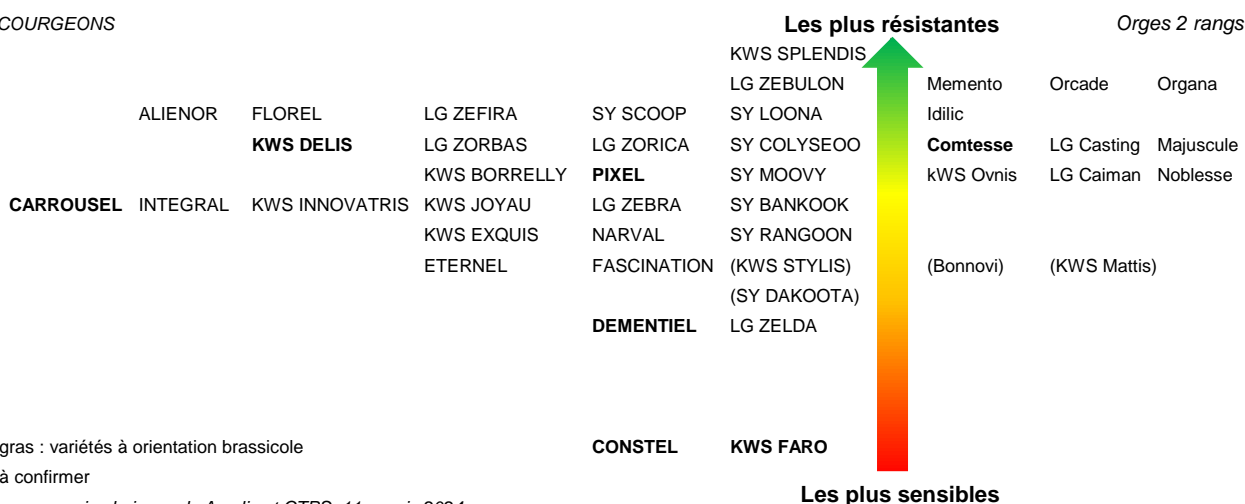 COURGEONS Les plus résistantes Orges 2 rangs
KWS SPLENDIS
LG ZEBULON Memento Orcade Organa
ALIENOR FLOREL LG ZEFIRA SY SCOOP SY LOONA Idilic
KWS DELIS LG ZORBAS LG ZORICA SY COLYSEOO Comtesse LG Casting Majuscule
KWS BORRELLY PIXEL SY MOOVY kWS Ovnis LG Caiman Noblesse
CARROUSEL INTEGRAL KWS INNOVATRIS KWS JOYAU LG ZEBRA SY BANKOOK
KWS EXQUIS NARVAL SY RANGOON
ETERNEL FASCINATION (KWS STYLIS) (Bonnovi) (KWS Mattis)
(SY DAKOOTA)
DEMENTIEL LG ZELDA
gras : variétés à orientation brassicole CONSTEL KWS FARO
à confirmer
Les plus sensibles